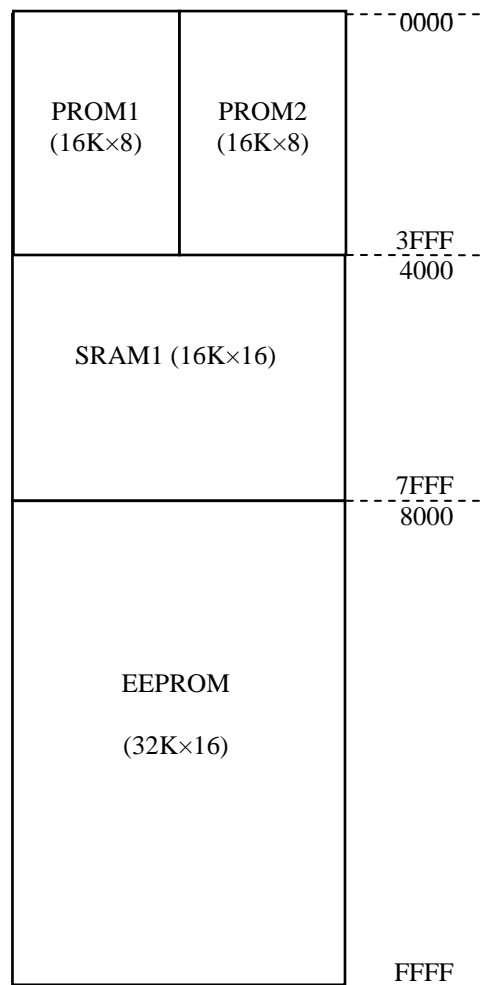 0000
PROM1 PROM2
(16K×8) (16K×8)
3FFF
4000
SRAM1 (16K×16)
7FFF
8000
EEPROM
(32K×16)
FFFF